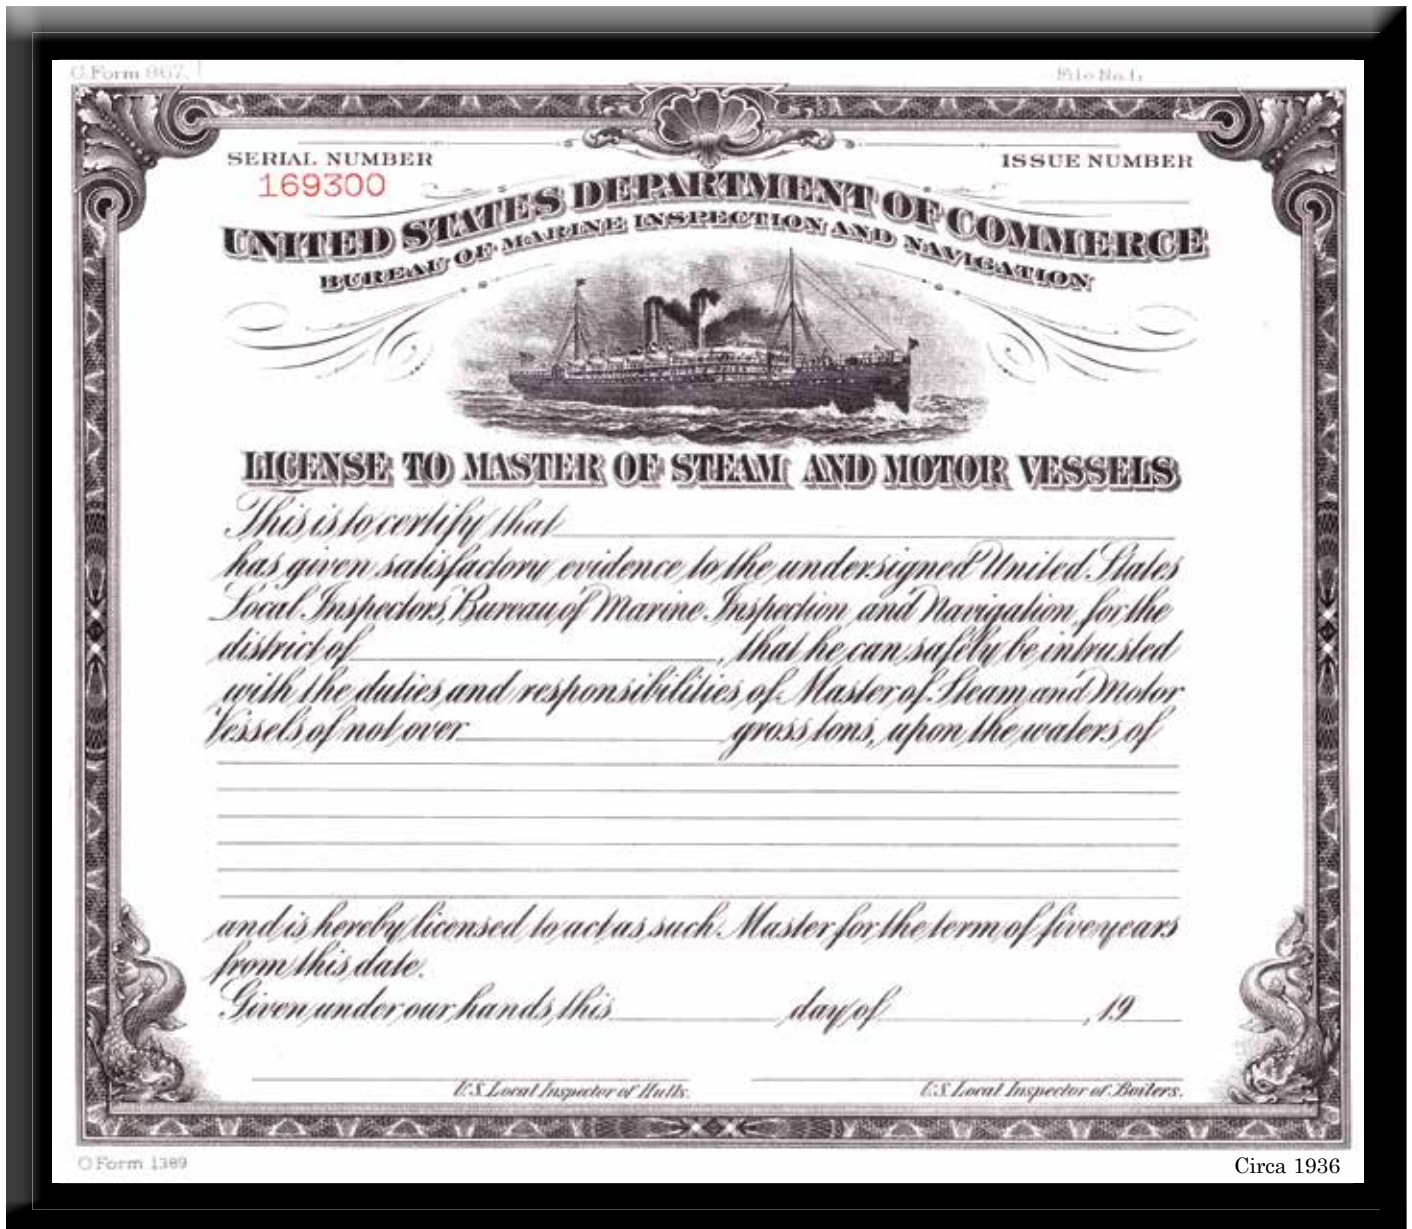 C.Form 867.
File No. 1.
SERIAL NUMBER
ISSUE NUMBER
169300
UNITED STATES DEPARTMENT OF COMMERCE
BUREAU OF MARINE INSPECTION AND NAVIGATION
LICENSE TO MASTER OF STEAM AND MOTOR VESSELS
This is to certify that
has given satisfactory evidence to the undersigned United States
Local Inspectors, Bureau of Marine Inspection and Navigation, for the
district of , that he can safely be intrusted
with the duties and responsibilities of Master of Steam and Motor
Vessels of not over gross tons, upon the waters of
and is hereby licensed to act as such Master for the term of five years
from this date.
Given under our hands this day of , 19
U.S. Local Inspector of Hulls.
U.S. Local Inspector of Boilers.
O Form 1389
Circa 1936